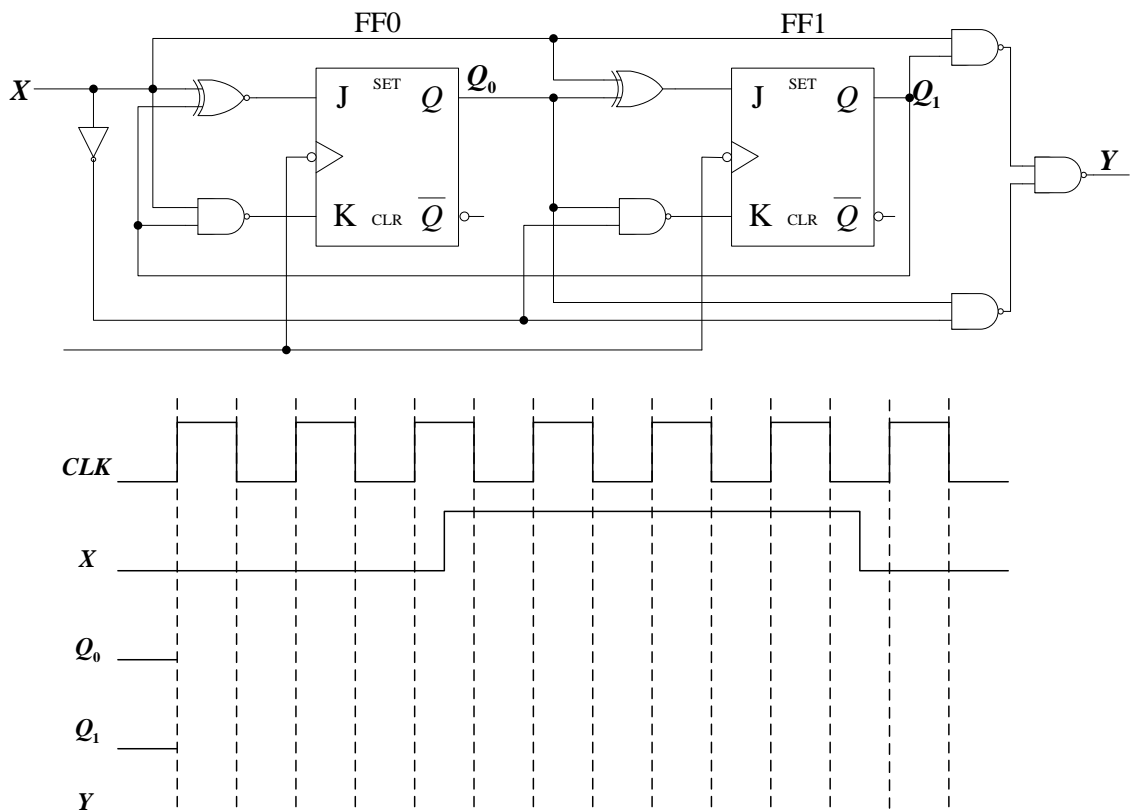 FF0 FF1
X
J SET Q Q₀ J SET Q Q₁
Y
K CLR Q̅ K CLR Q̅
CLK
X
Q₀
Q₁
Y